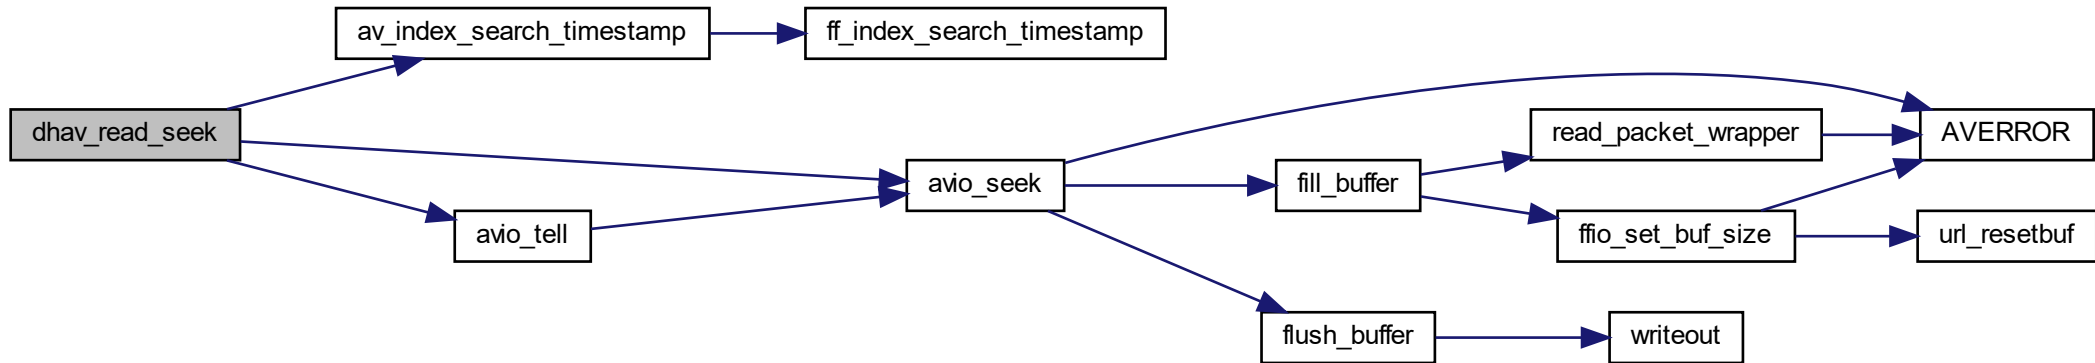 av_index_search_timestamp
ff_index_search_timestamp
dhav_read_seek
read_packet_wrapper
AVERROR
avio_seek
fill_buffer
avio_tell
ffio_set_buf_size
url_resetbuf
flush_buffer
writeout